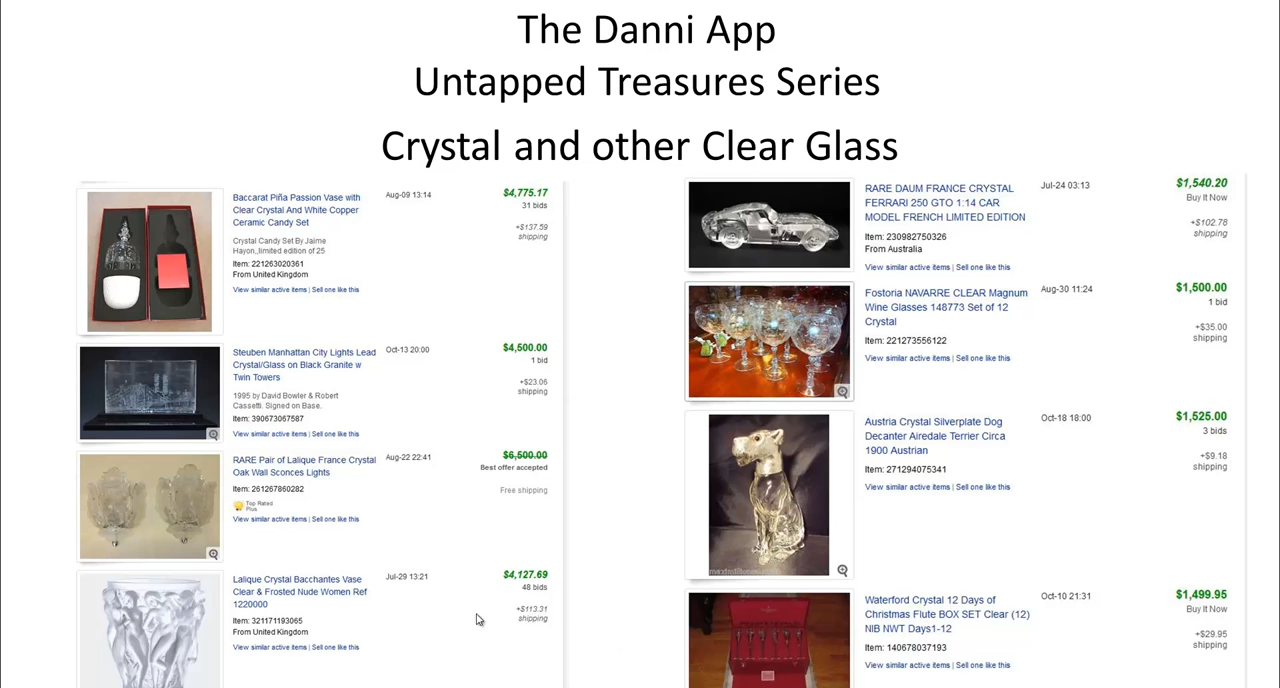 The Danni App
Untapped Treasures Series
Crystal and other Clear Glass
Baccarat Piña Passion Vase with
Clear Crystal And White Copper
Ceramic Candy Set
Crystal Candy Set By Jaime
Hayon,,limited edition of 25
Item: 221263020361
From United Kingdom
View similar active items | Sell one like this
Aug-09 13:14
$4,775.17
31 bids
+$137.59
shipping
Steuben Manhattan City Lights Lead
Crystal/Glass on Black Granite w
Twin Towers
1995 by David Bowler & Robert
Cassetti. Signed on Base.
Item: 390673067587
View similar active items | Sell one like this
Oct-13 20:00
$4,500.00
1 bid
+$23.06
shipping
RARE Pair of Lalique France Crystal
Oak Wall Sconces Lights
Item: 261267860282
Top Rated
Plus
View similar active items | Sell one like this
Aug-22 22:41
$6,500.00
Best offer accepted
Free shipping
Lalique Crystal Bacchantes Vase
Clear & Frosted Nude Women Ref
1220000
Item: 321171193065
From United Kingdom
View similar active items | Sell one like this
Jul-29 13:21
$4,127.69
48 bids
+$113.31
shipping
RARE DAUM FRANCE CRYSTAL
FERRARI 250 GTO 1:14 CAR
MODEL FRENCH LIMITED EDITION
Item: 230982750326
From Australia
View similar active items | Sell one like this
Jul-24 03:13
$1,540.20
Buy It Now
+$102.78
shipping
Fostoria NAVARRE CLEAR Magnum
Wine Glasses 148773 Set of 12
Crystal
Item: 221273556122
View similar active items | Sell one like this
Aug-30 11:24
$1,500.00
1 bid
+$35.00
shipping
Austria Crystal Silverplate Dog
Decanter Airedale Terrier Circa
1900 Austrian
Item: 271294075341
View similar active items | Sell one like this
Oct-18 18:00
$1,525.00
3 bids
+$9.18
shipping
Waterford Crystal 12 Days of
Christmas Flute BOX SET Clear (12)
NIB NWT Days1-12
Item: 140678037193
View similar active items | Sell one like this
Oct-10 21:31
$1,499.95
Buy It Now
+$29.95
shipping